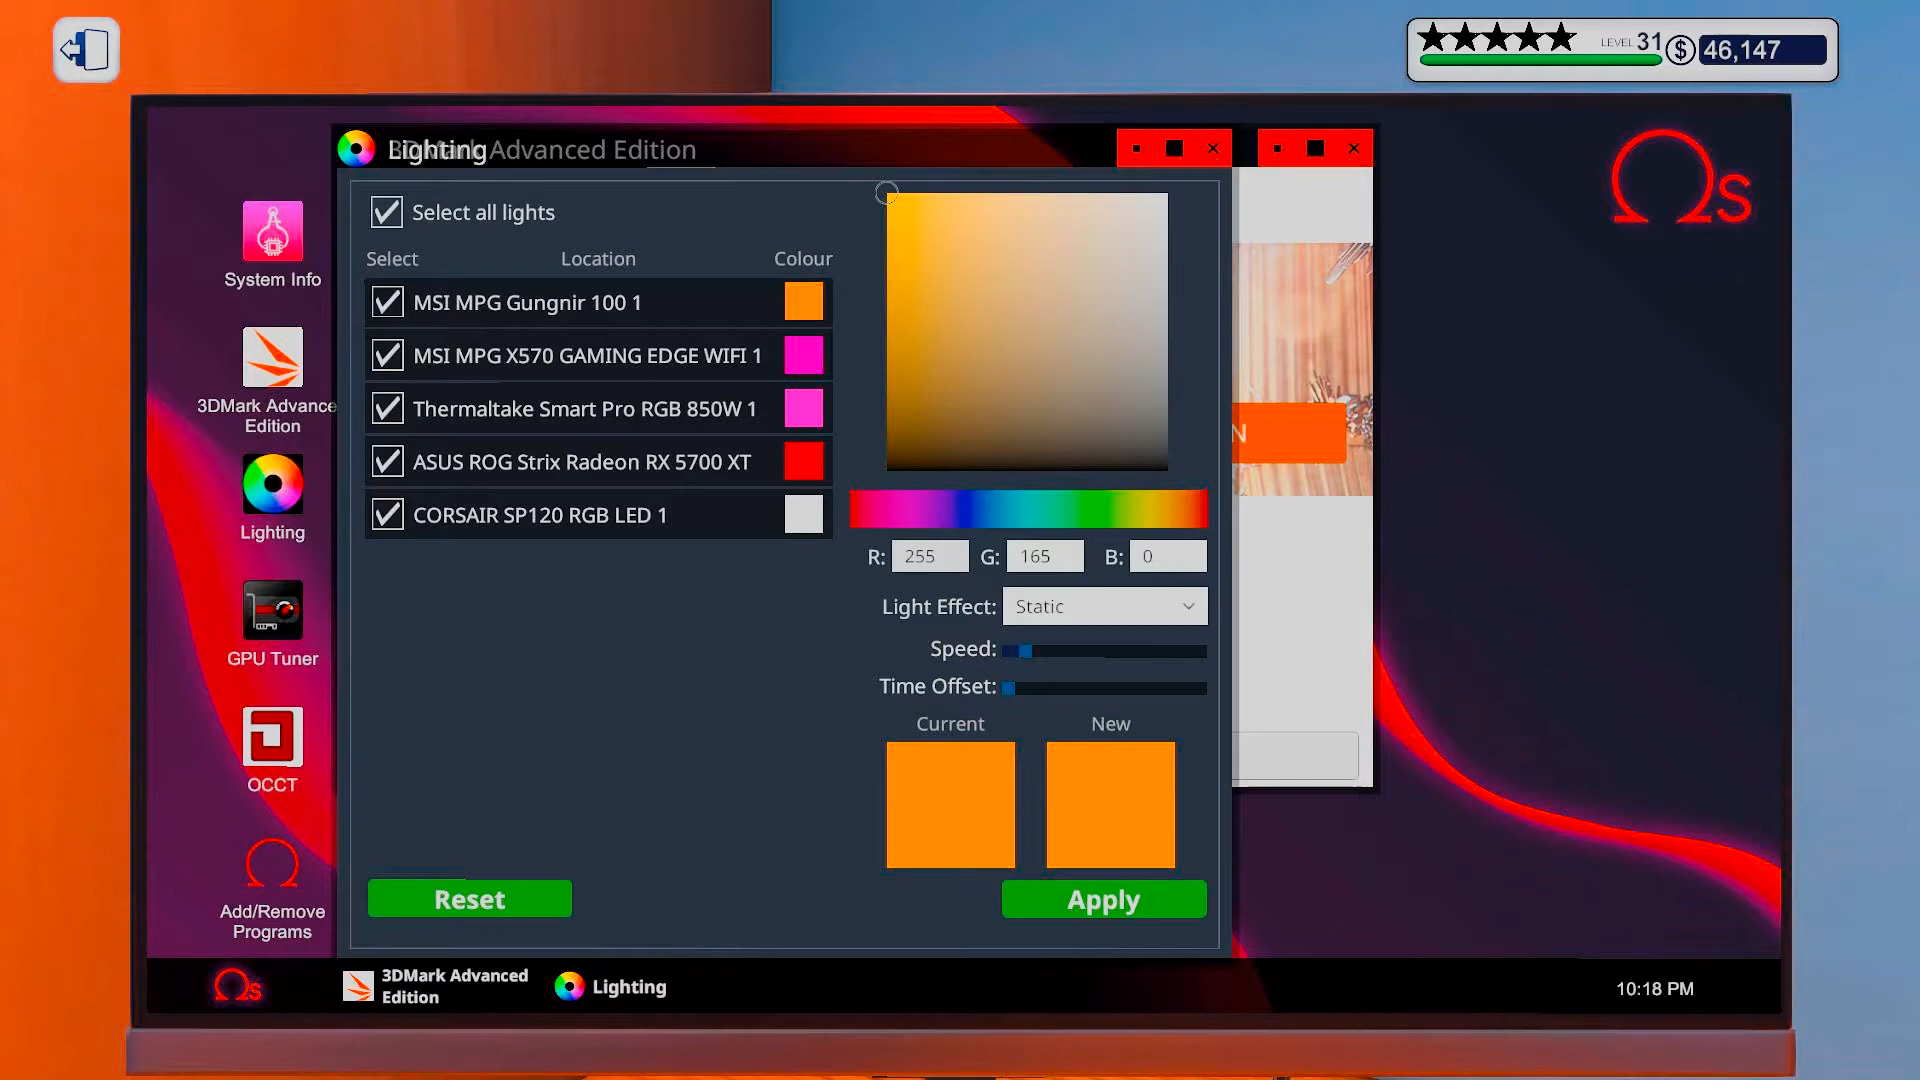 LEVEL 31
$ 46,147
Lighting
3DMark Advanced Edition
Select all lights
Select Location Colour
MSI MPG Gungnir 100 1
MSI MPG X570 GAMING EDGE WIFI 1
Thermaltake Smart Pro RGB 850W 1
ASUS ROG Strix Radeon RX 5700 XT
CORSAIR SP120 RGB LED 1
R: 255 G: 165 B: 0
Light Effect: Static
Speed:
Time Offset:
Current New
Reset
Apply
N
System Info
3DMark Advance
Edition
Lighting
GPU Tuner
OCCT
Add/Remove
Programs
Ωs
Ωs
3DMark Advanced
Edition
Lighting
10:18 PM